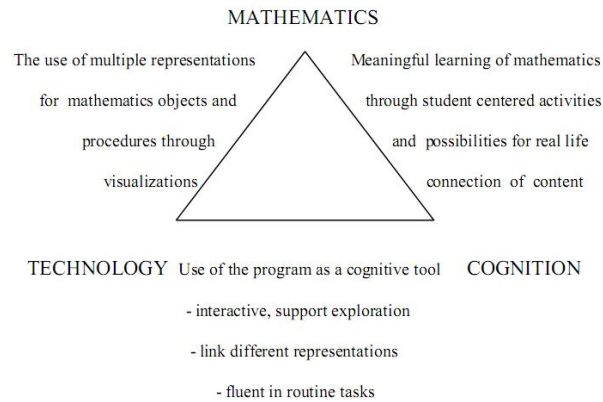 MATHEMATICS
The use of multiple representations
for mathematics objects and
procedures through
visualizations
Meaningful learning of mathematics
through student centered activities
and possibilities for real life
connection of content
TECHNOLOGY Use of the program as a cognitive tool COGNITION
- interactive, support exploration
- link different representations
- fluent in routine tasks